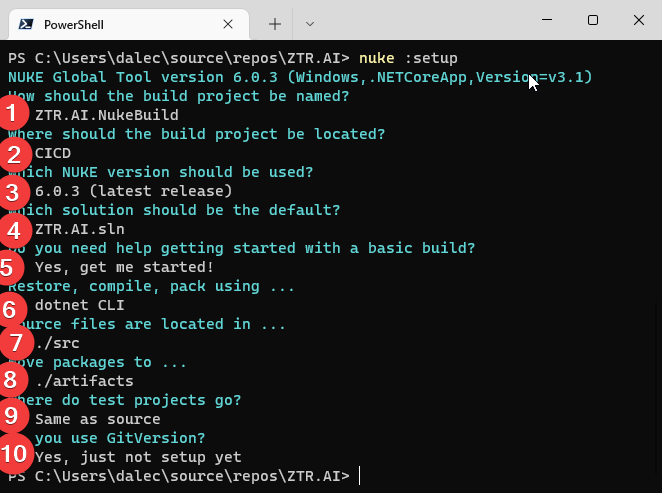 PowerShell
PS C:\Users\dalec\source\repos\ZTR.AI> nuke :setup
NUKE Global Tool version 6.0.3 (Windows,.NETCoreApp,Version=v3.1)
How should the build project be named?
1 ZTR.AI.NukeBuild
Where should the build project be located?
2 CICD
Which NUKE version should be used?
3 6.0.3 (latest release)
Which solution should be the default?
4 ZTR.AI.sln
Do you need help getting started with a basic build?
5 Yes, get me started!
Restore, compile, pack using ...
6 dotnet CLI
Source files are located in ...
7 ./src
Move packages to ...
8 ./artifacts
Where do test projects go?
9 Same as source
you use GitVersion?
10 Yes, just not setup yet
PS C:\Users\dalec\source\repos\ZTR.AI>